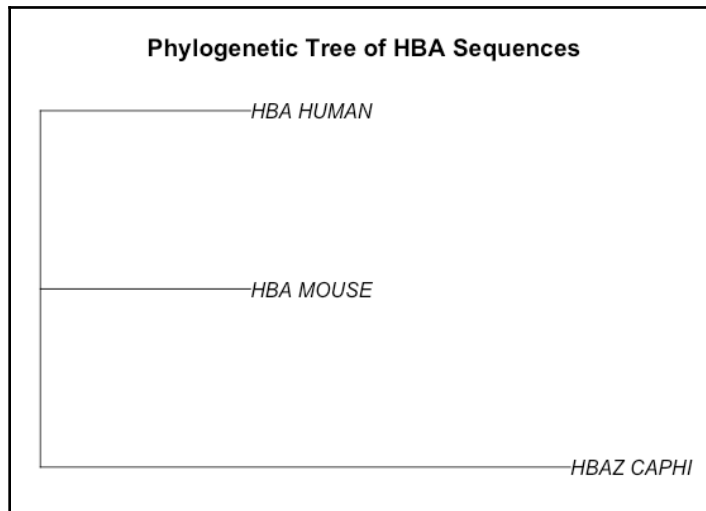 Phylogenetic Tree of HBA Sequences
HBA HUMAN
HBA MOUSE
HBAZ CAPHI